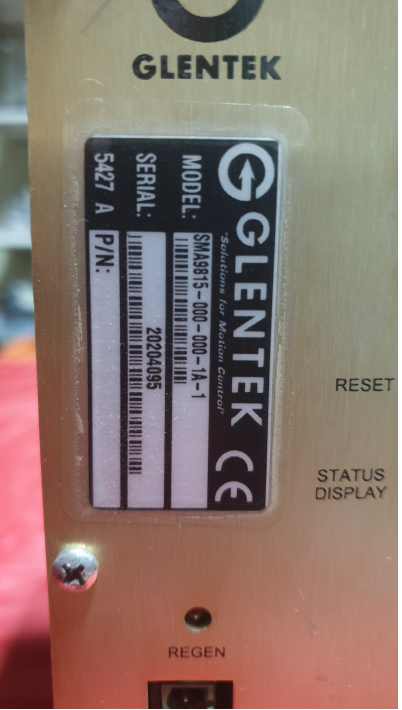 GLENTEK
GLENTEK CE
"Solutions for Motion Control"
MODEL: SMA9815-000-000-1A-1
SERIAL: 20204095
5427 A P/N:
RESET
STATUS
DISPLAY
REGEN